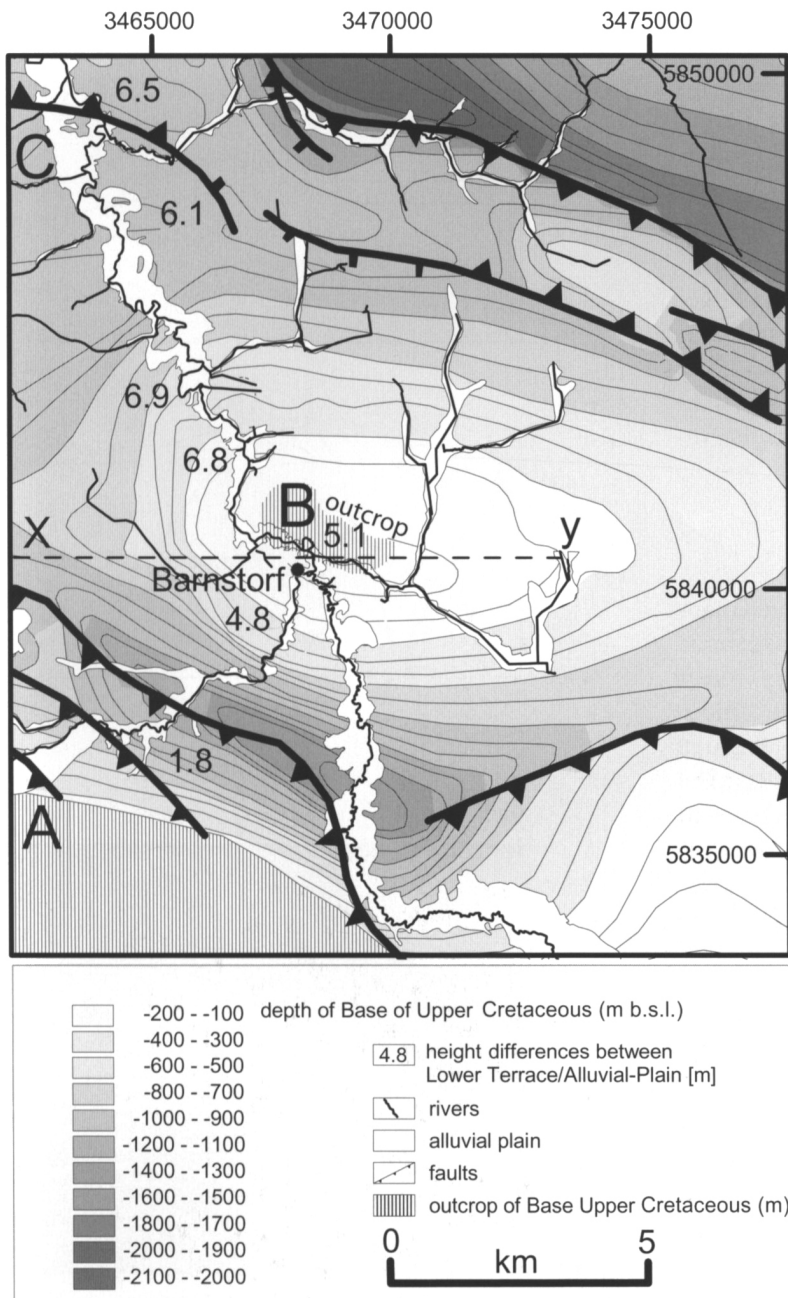 3465000 3470000 3475000
5850000
6.5
C
6.1
6.9
6.8
B outcrop
5.1
X y
Barnstorf
5840000
4.8
1.8
A
5835000
depth of Base of Upper Cretaceous (m b.s.l.)
-200 - -100
-400 - -300
-600 - -500
-800 - -700
-1000 - -900
-1200 - -1100
-1400 - -1300
-1600 - -1500
-1800 - -1700
-2000 - -1900
-2100 - -2000
4.8 height differences between
Lower Terrace/Alluvial-Plain [m]
rivers
alluvial plain
faults
outcrop of Base Upper Cretaceous (m)
0 5
km